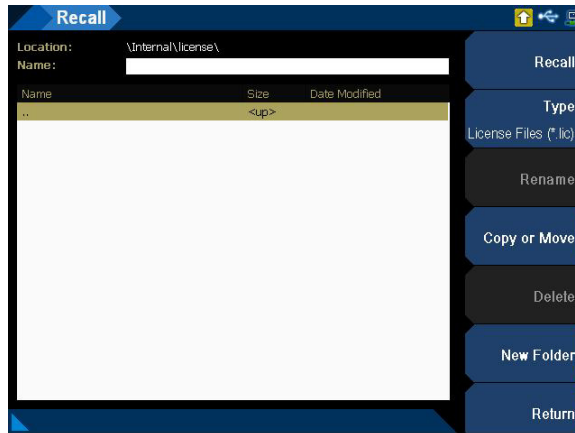 Recall
Location: \Internal\license\
Name:
Name Size Date Modified
.. <up>
Recall
Type
License Files (*.lic)
Rename
Copy or Move
Delete
New Folder
Return